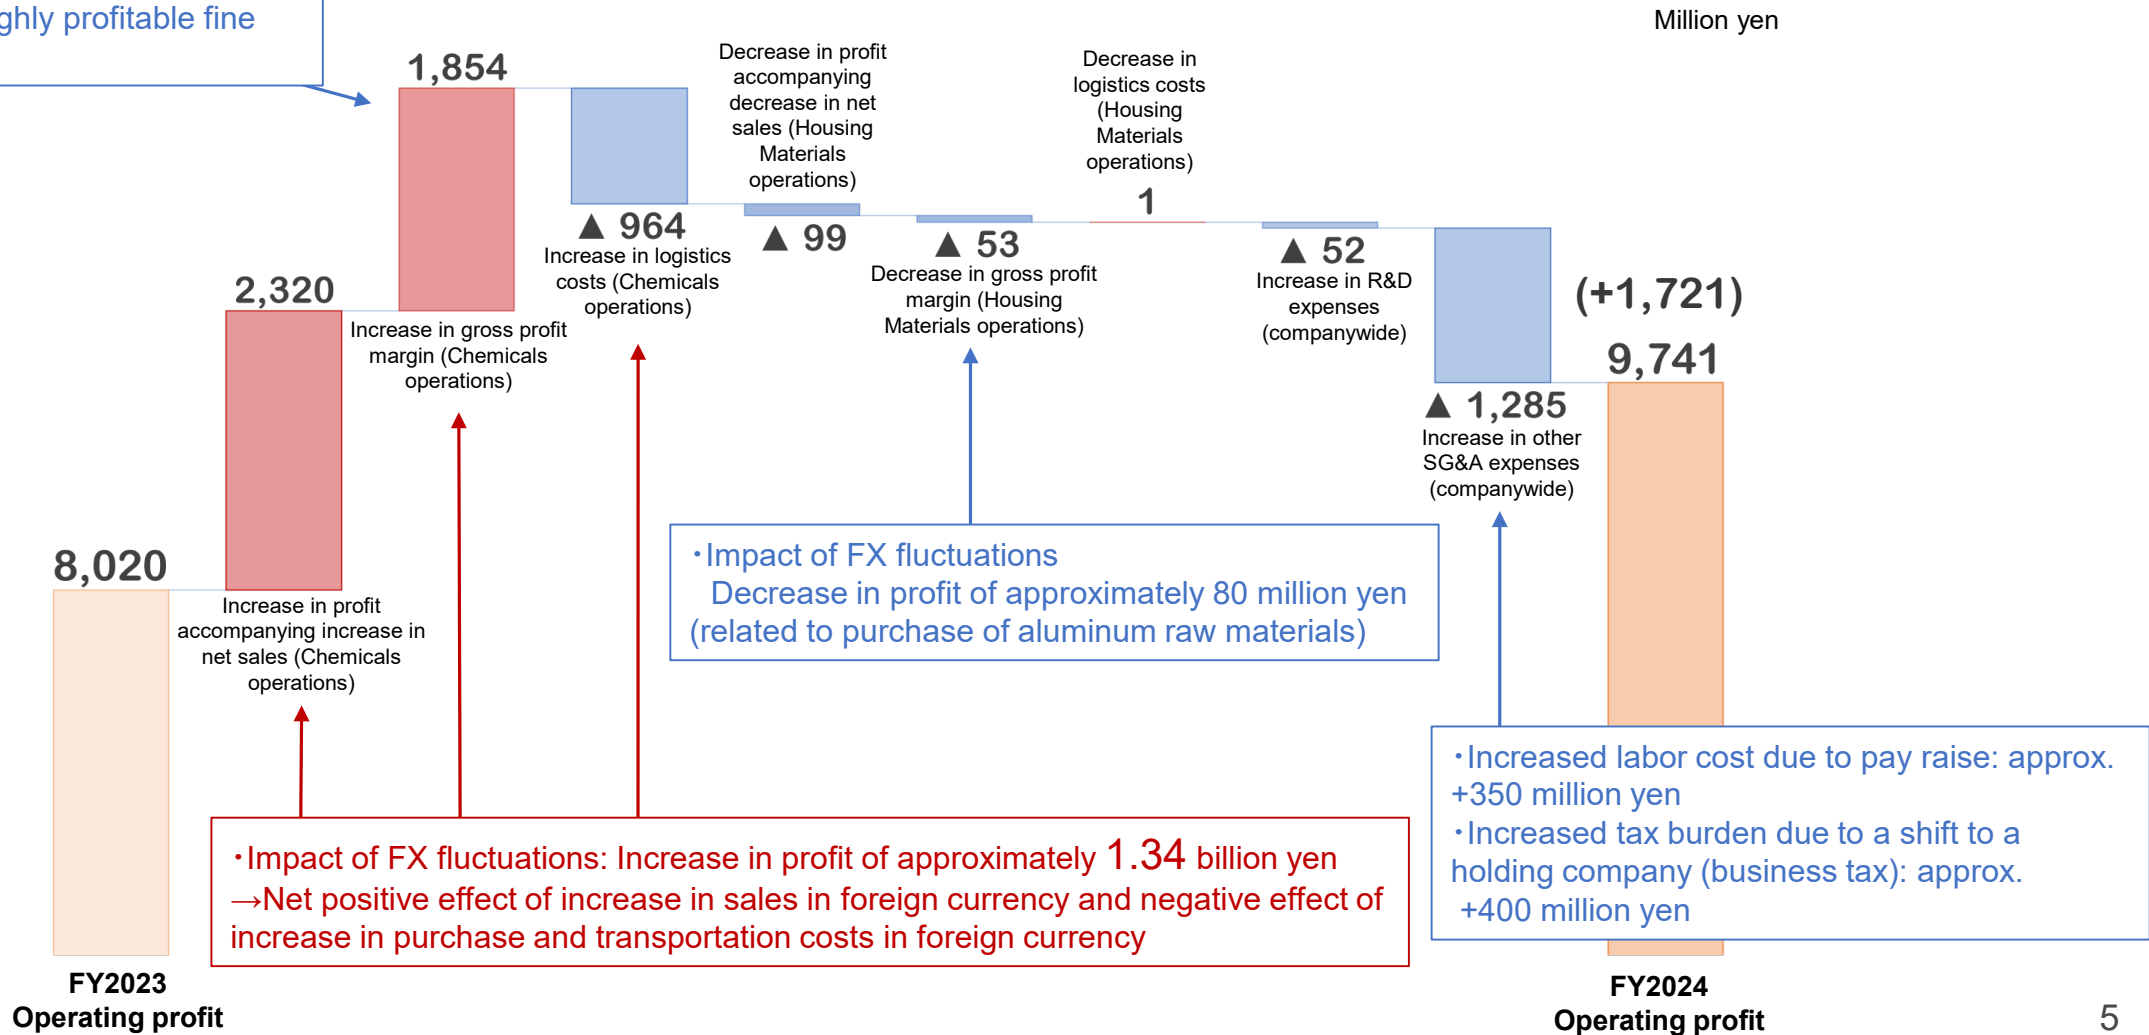 ghly profitable fine
Million yen
1,854
Decrease in profit
accompanying
decrease in net
sales (Housing
Materials
operations)
Decrease in
logistics costs
(Housing
Materials
operations)
1
▲ 964
Increase in logistics
costs (Chemicals
operations)
▲ 99
▲ 53
Decrease in gross profit
margin (Housing
Materials operations)
▲ 52
Increase in R&D
expenses
(companywide)
2,320
Increase in gross profit
margin (Chemicals
operations)
(+1,721)
9,741
▲ 1,285
Increase in other
SG&A expenses
(companywide)
8,020
Increase in profit
accompanying increase in
net sales (Chemicals
operations)
・Impact of FX fluctuations
Decrease in profit of approximately 80 million yen
(related to purchase of aluminum raw materials)
・Increased labor cost due to pay raise: approx.
+350 million yen
・Increased tax burden due to a shift to a
holding company (business tax): approx.
+400 million yen
・Impact of FX fluctuations: Increase in profit of approximately 1.34 billion yen
→Net positive effect of increase in sales in foreign currency and negative effect of
increase in purchase and transportation costs in foreign currency
FY2023
Operating profit
FY2024
Operating profit
5